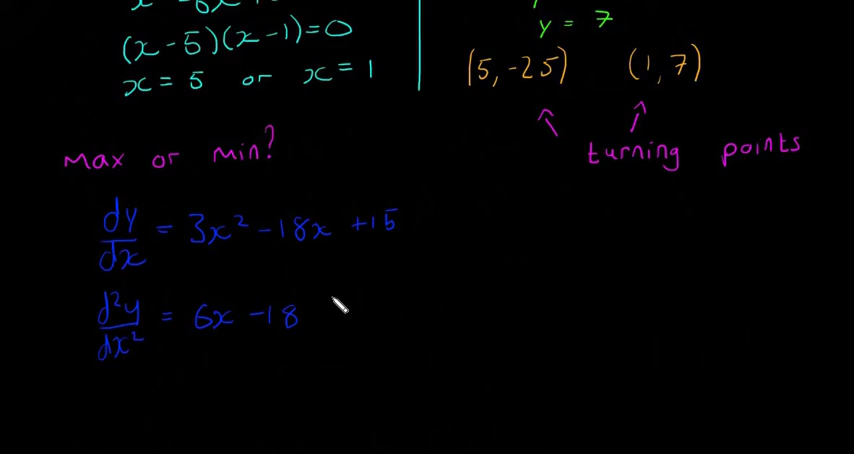 (x-5)(x-1)=0
x = 5 or x = 1
y = 7
(5, -25) (1, 7)
max or min?
turning points
dy/dx = 3x² - 18x + 15
d²y/dx² = 6x - 18